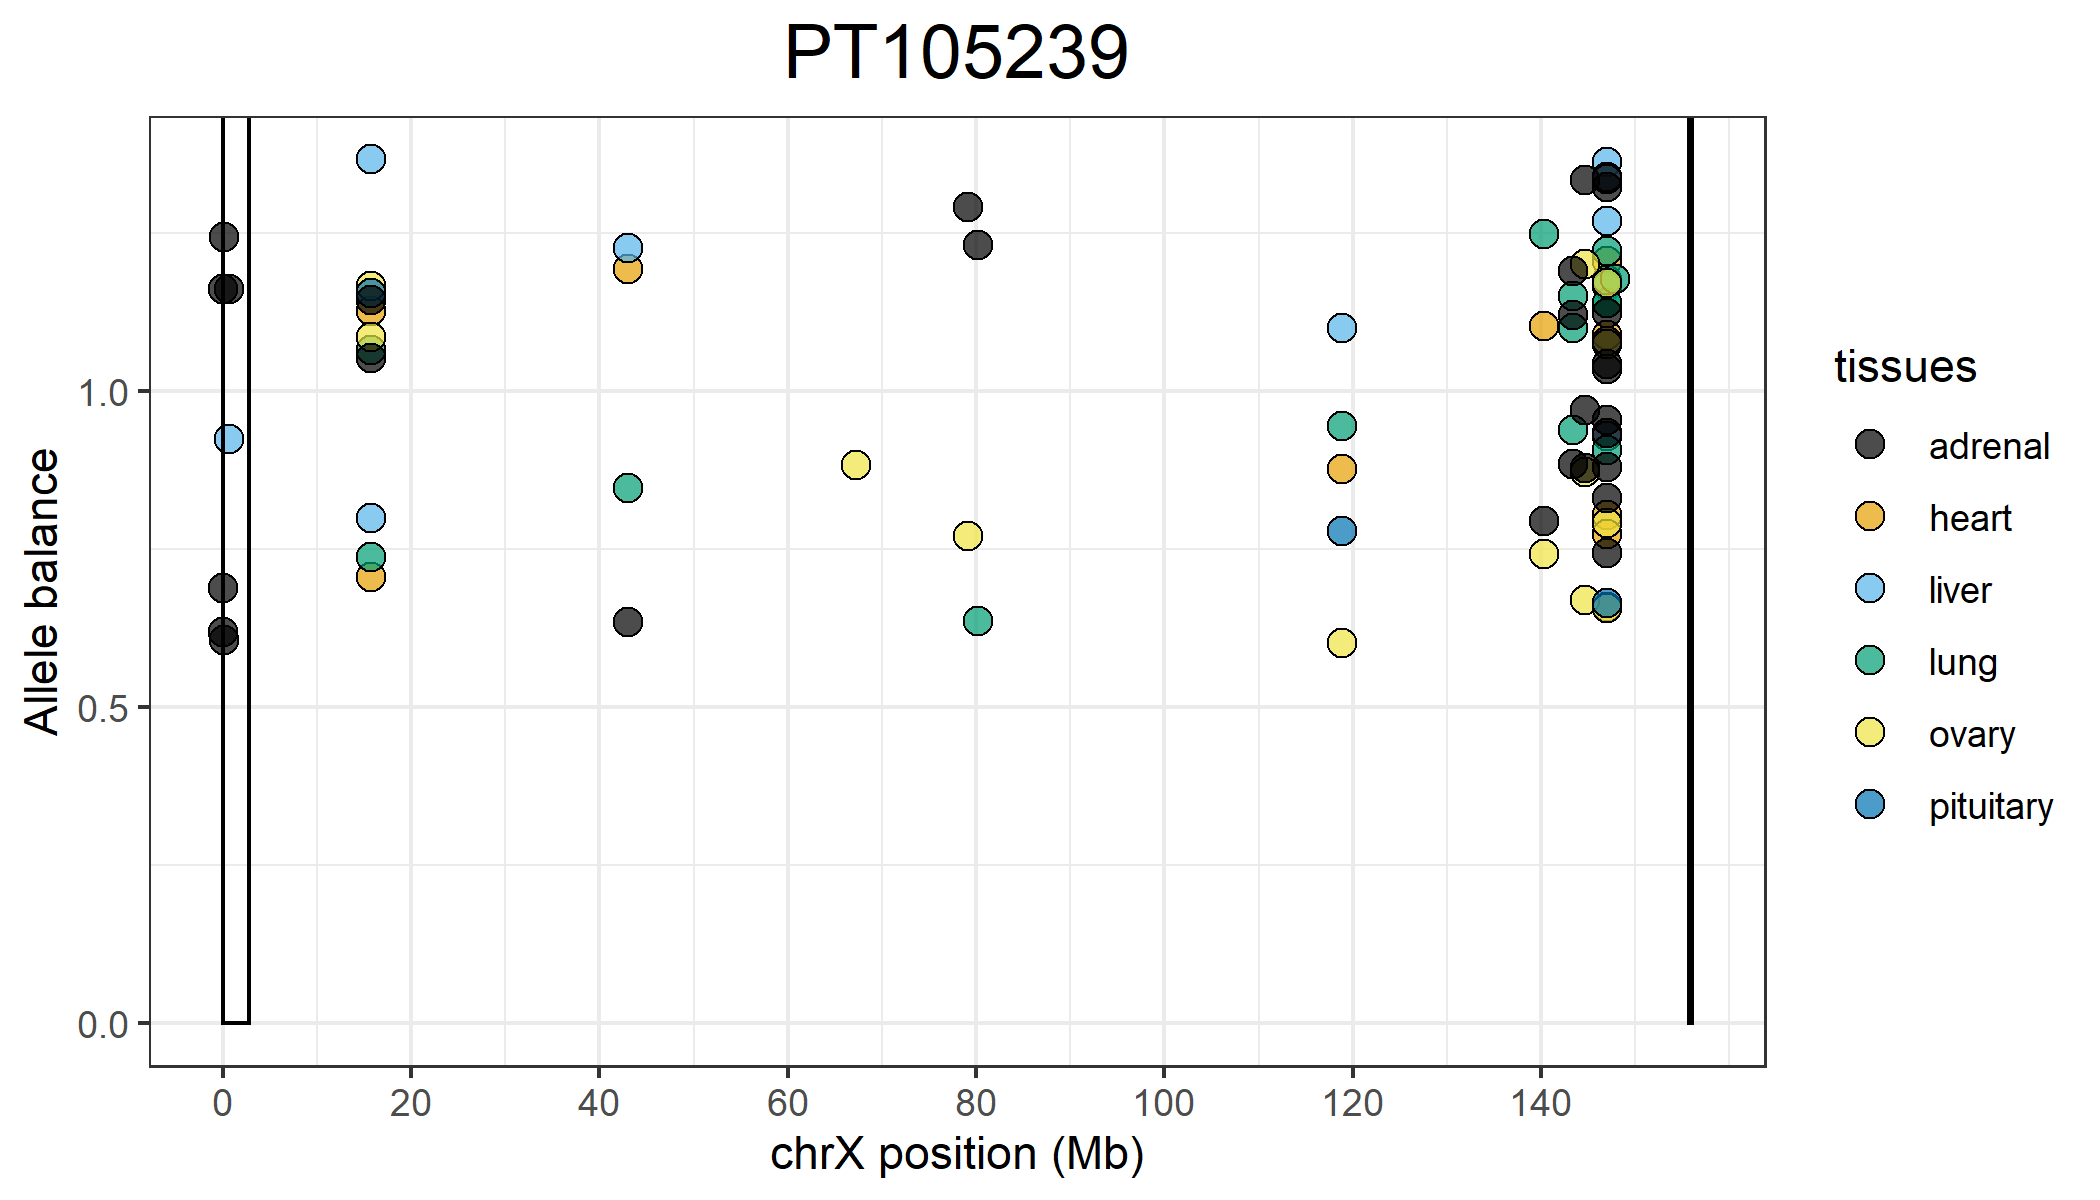 PT105239
Allele balance
1.0
0.5
0.0
0 20 40 60 80 100 120 140
chrX position (Mb)
tissues
adrenal
heart
liver
lung
ovary
pituitary